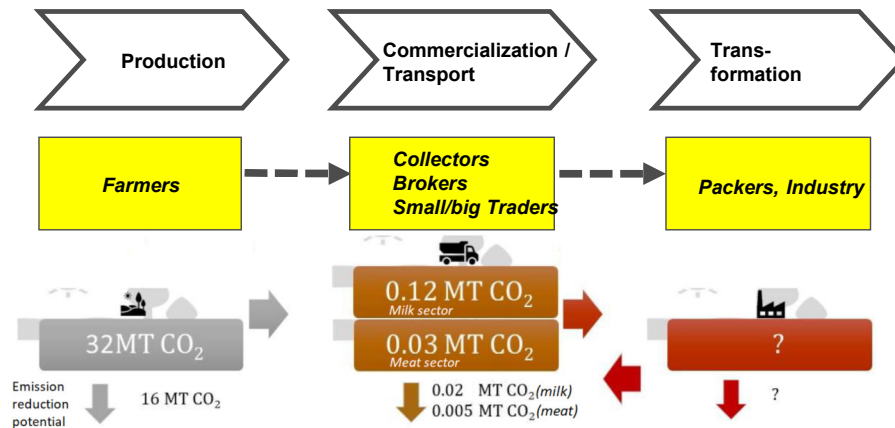 Production
Commercialization /
Transport
Trans-
formation
Farmers
Collectors
Brokers
Small/big Traders
Packers, Industry
32MT CO₂
0.12 MT CO₂
Milk sector
0.03 MT CO₂
Meat sector
?
Emission
reduction
potential
16 MT CO₂
0.02 MT CO₂(milk)
0.005 MT CO₂(meat)
?